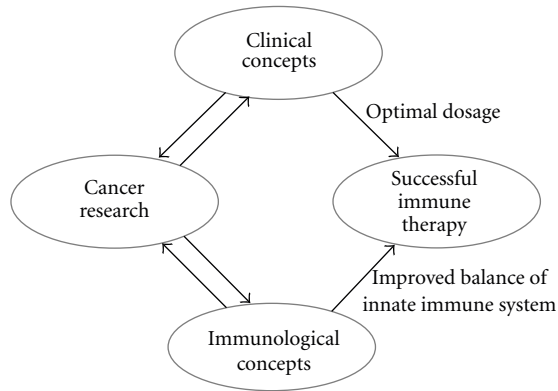 Clinical
concepts
Optimal dosage
Cancer
research
Successful
immune
therapy
Improved balance of
innate immune system
Immunological
concepts